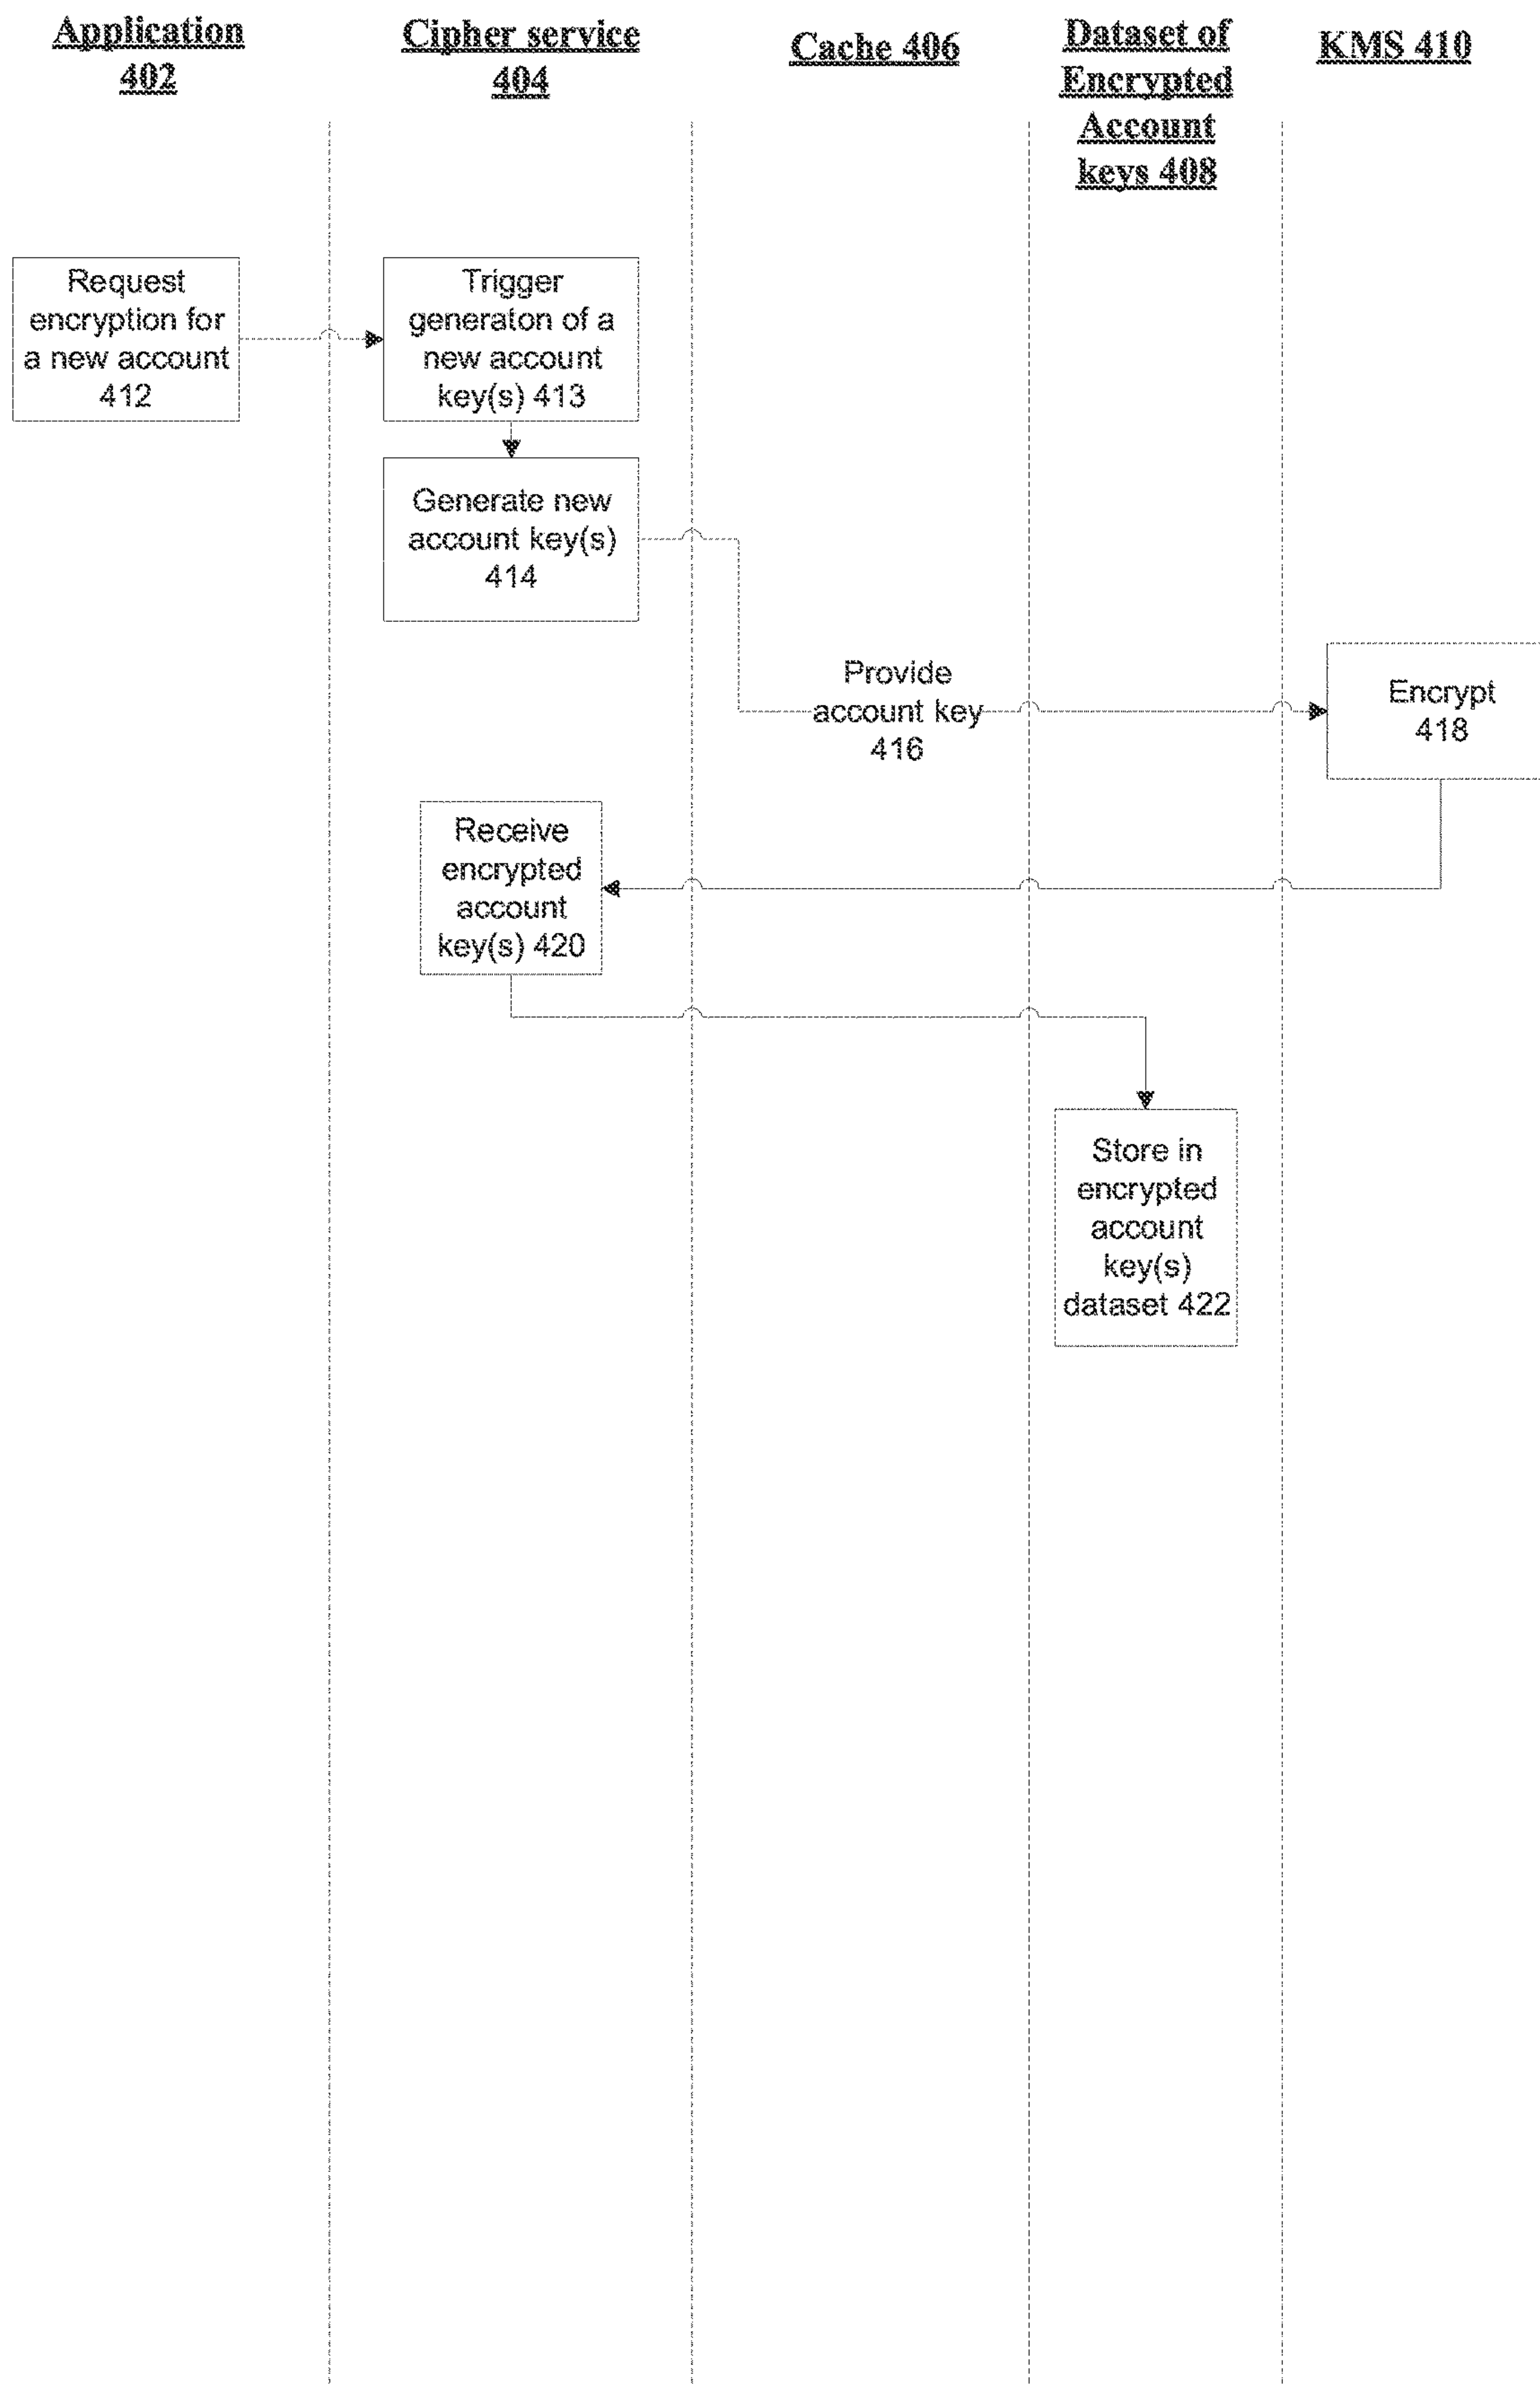 Application
402
Cipher service
404
Cache 406
Dataset of
Encrypted
Account
keys 408
KMS 410
Request
encryption for
a new account
412
Trigger
generaton of a
new account
key(s) 413
Generate new
account key(s)
414
Provide
account key
416
Encrypt
418
Receive
encrypted
account
key(s) 420
Store in
encrypted
account
key(s)
dataset 422